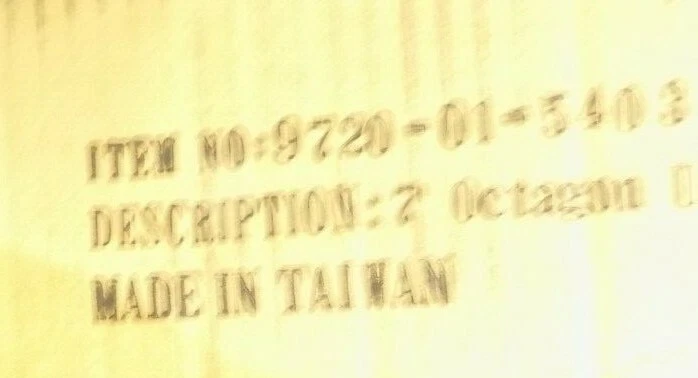 ITEM NO:9720-01-5403
DESCRIPTION:7 Octagon
MADE IN TAIWAN